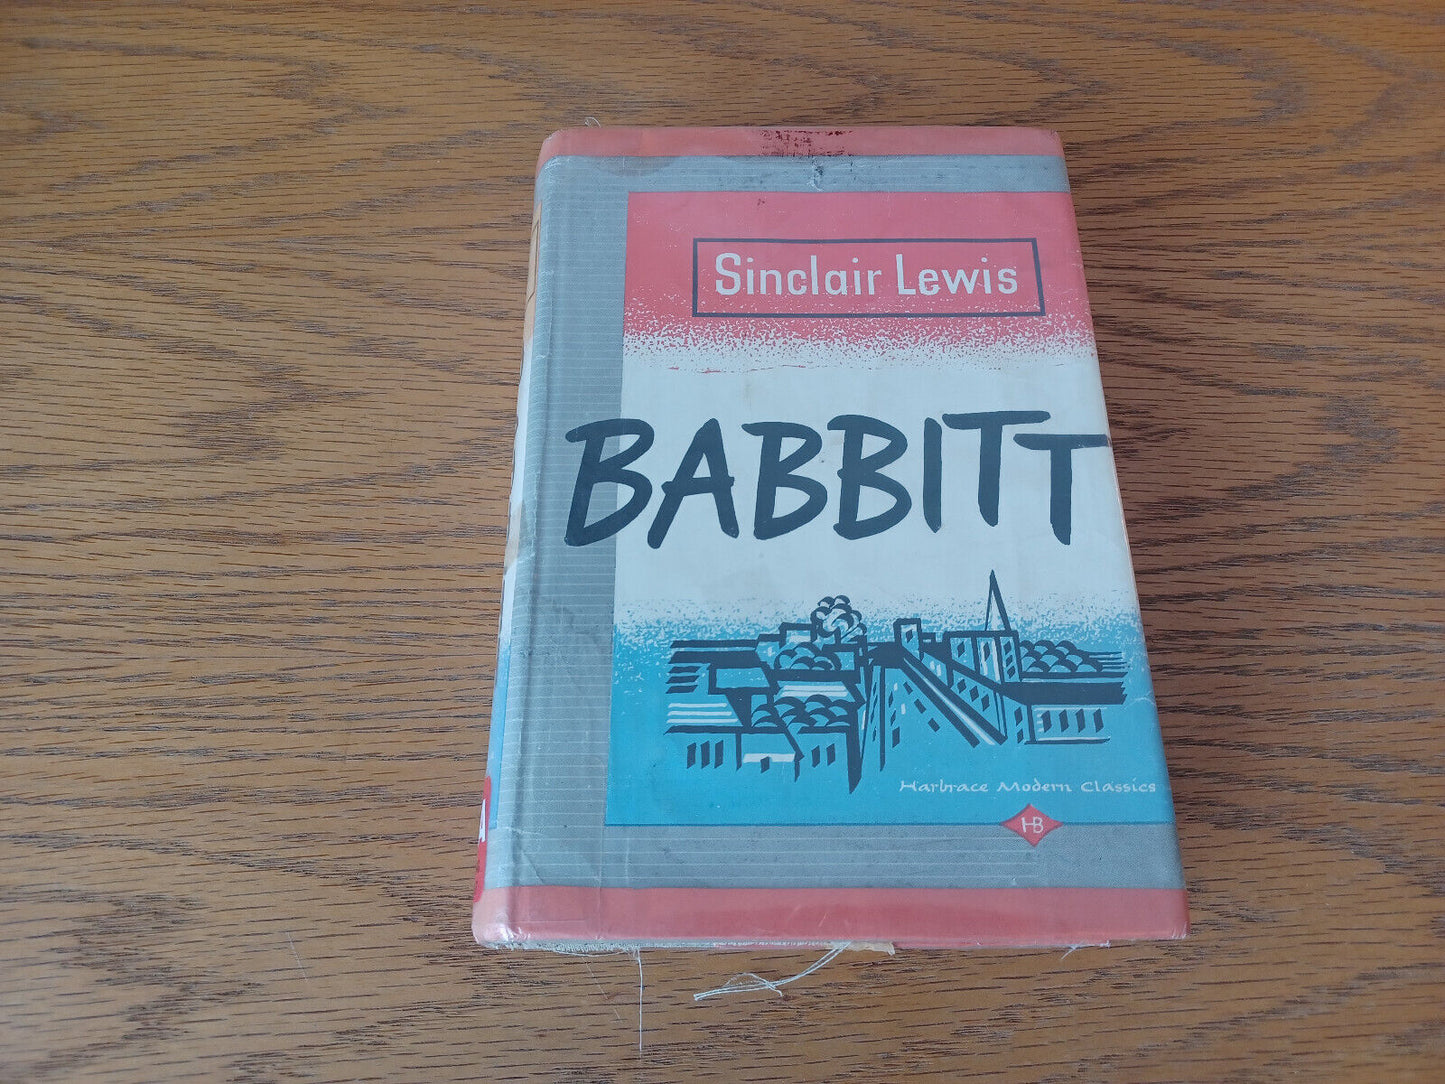 Sinclair Lewis
BABBITT
Harbrace Modern Classics
HB